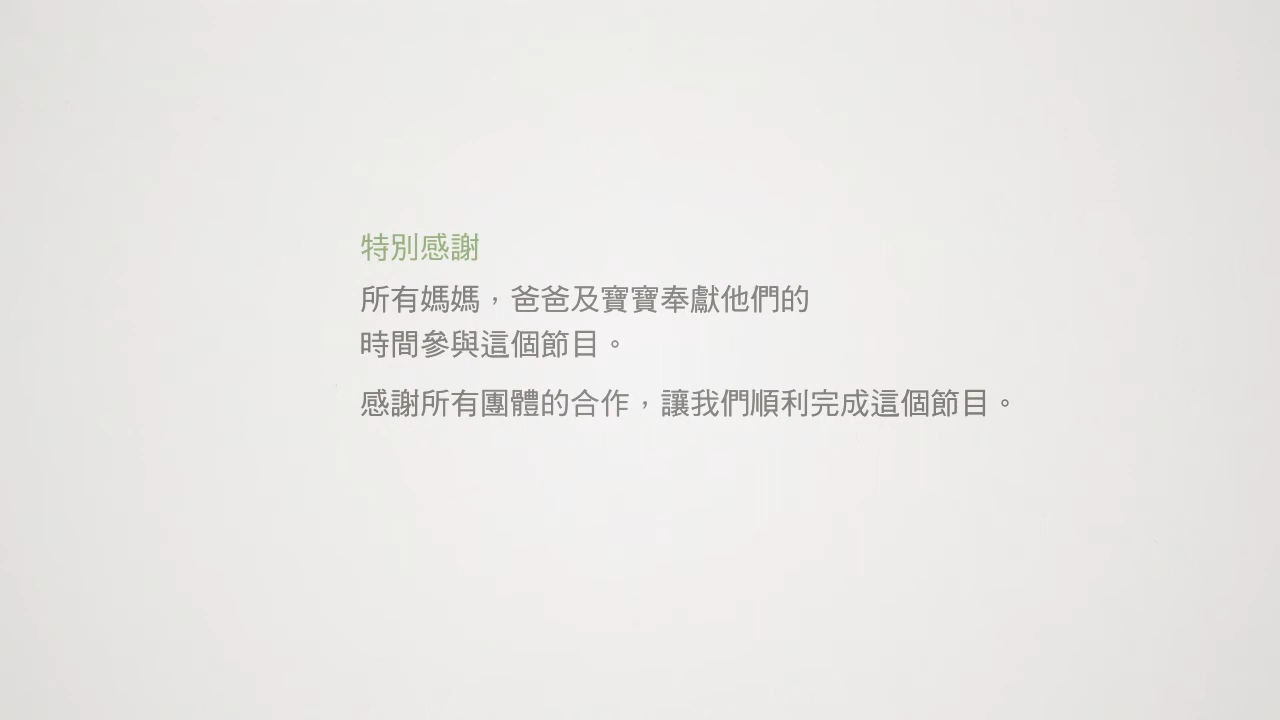 特別感謝
所有媽媽，爸爸及寶寶奉獻他們的
時間參與這個節目。
感謝所有團體的合作，讓我們順利完成這個節目。